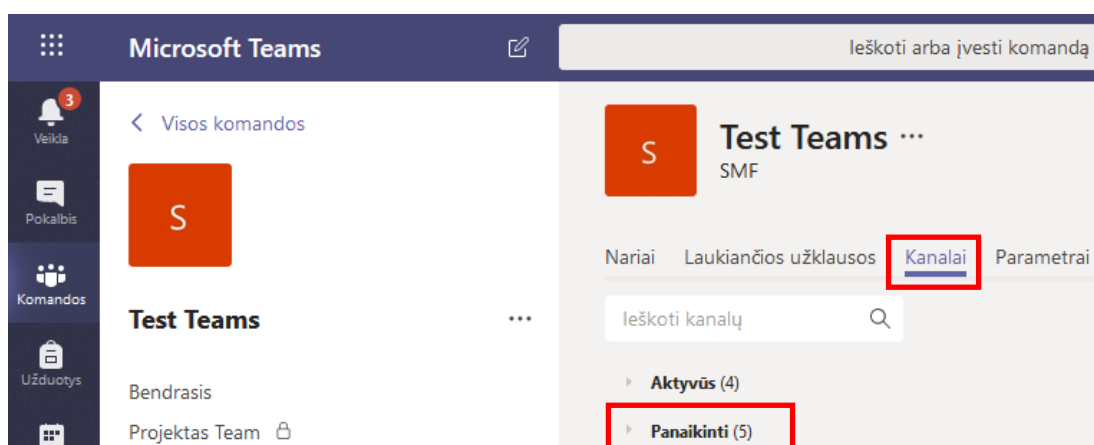 Microsoft Teams
Ieškoti arba įvesti komandą
3
Veikla
Pokalbis
Komandos
Užduotys
Visos komandos
S
Test Teams
Bendrasis
Projektas Team
S
Test Teams
SMF
Nariai Laukiančios užklausos Kanalai Parametrai
Ieškoti kanalų
Aktyvūs (4)
Panaikinti (5)